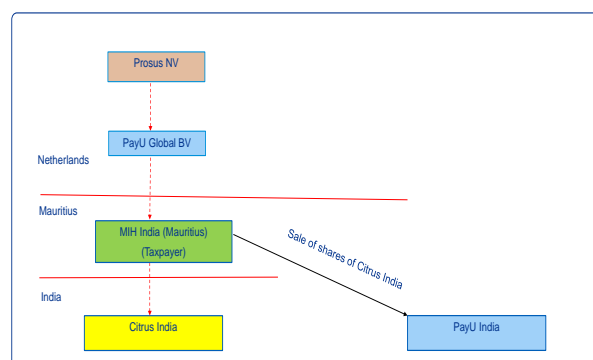 Prosus NV
PayU Global BV
Netherlands
Mauritius
MIH India (Mauritius)
(Taxpayer)
Sale of shares of Citrus India
India
Citrus India
PayU India